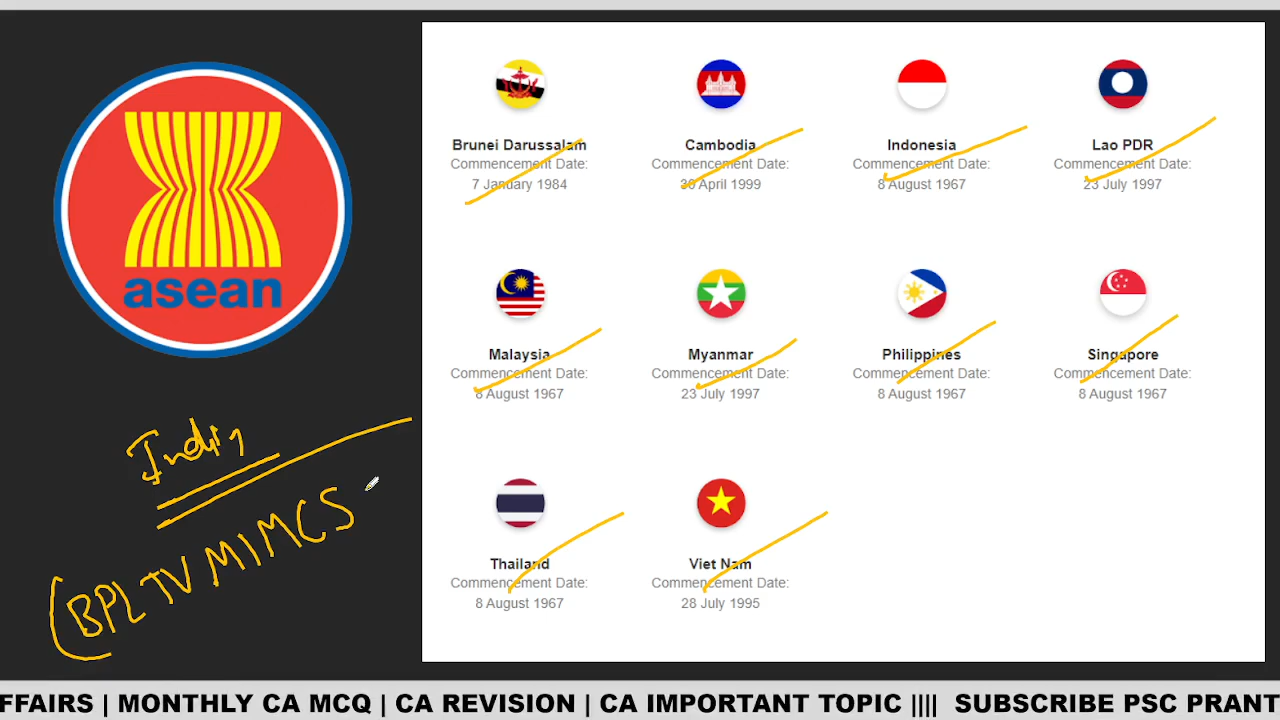 asean
Brunei Darussalam
Commencement Date:
7 January 1984
Cambodia
Commencement Date:
30 April 1999
Indonesia
Commencement Date:
8 August 1967
Lao PDR
Commencement Date:
23 July 1997
Malaysia
Commencement Date:
8 August 1967
Myanmar
Commencement Date:
23 July 1997
Philippines
Commencement Date:
8 August 1967
Singapore
Commencement Date:
8 August 1967
Thailand
Commencement Date:
8 August 1967
Viet Nam
Commencement Date:
28 July 1995
India
(BPL TV MIMCS
FFAIRS | MONTHLY CA MCQ | CA REVISION | CA IMPORTANT TOPIC |||| SUBSCRIBE PSC PRANT